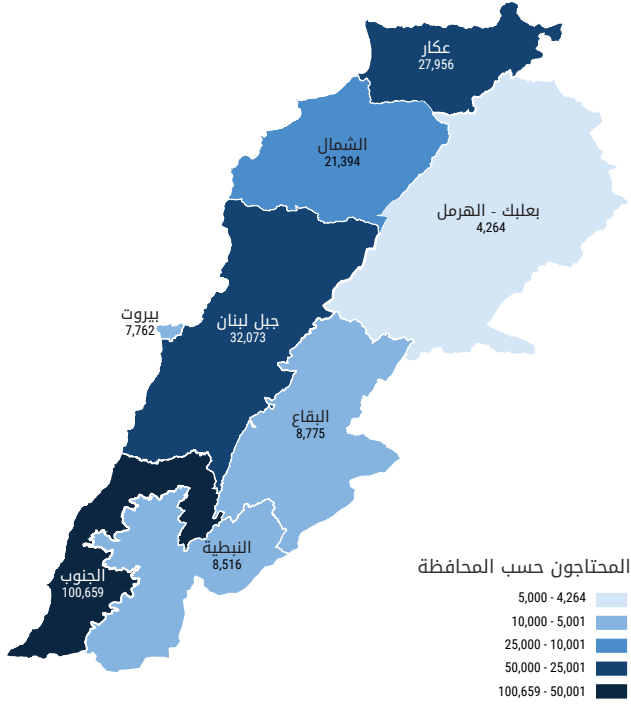 عكار
27,956
الشمال
21,394
بعلبك - الهرمل
4,264
بيروت
7,762
جبل لبنان
32,073
البقاع
8,775
النبطية
8,516
الجنوب
100,659
المحتاجون حسب المحافظة
5,000 - 4,264
10,000 - 5,001
25,000 - 10,001
50,000 - 25,001
100,659 - 50,001